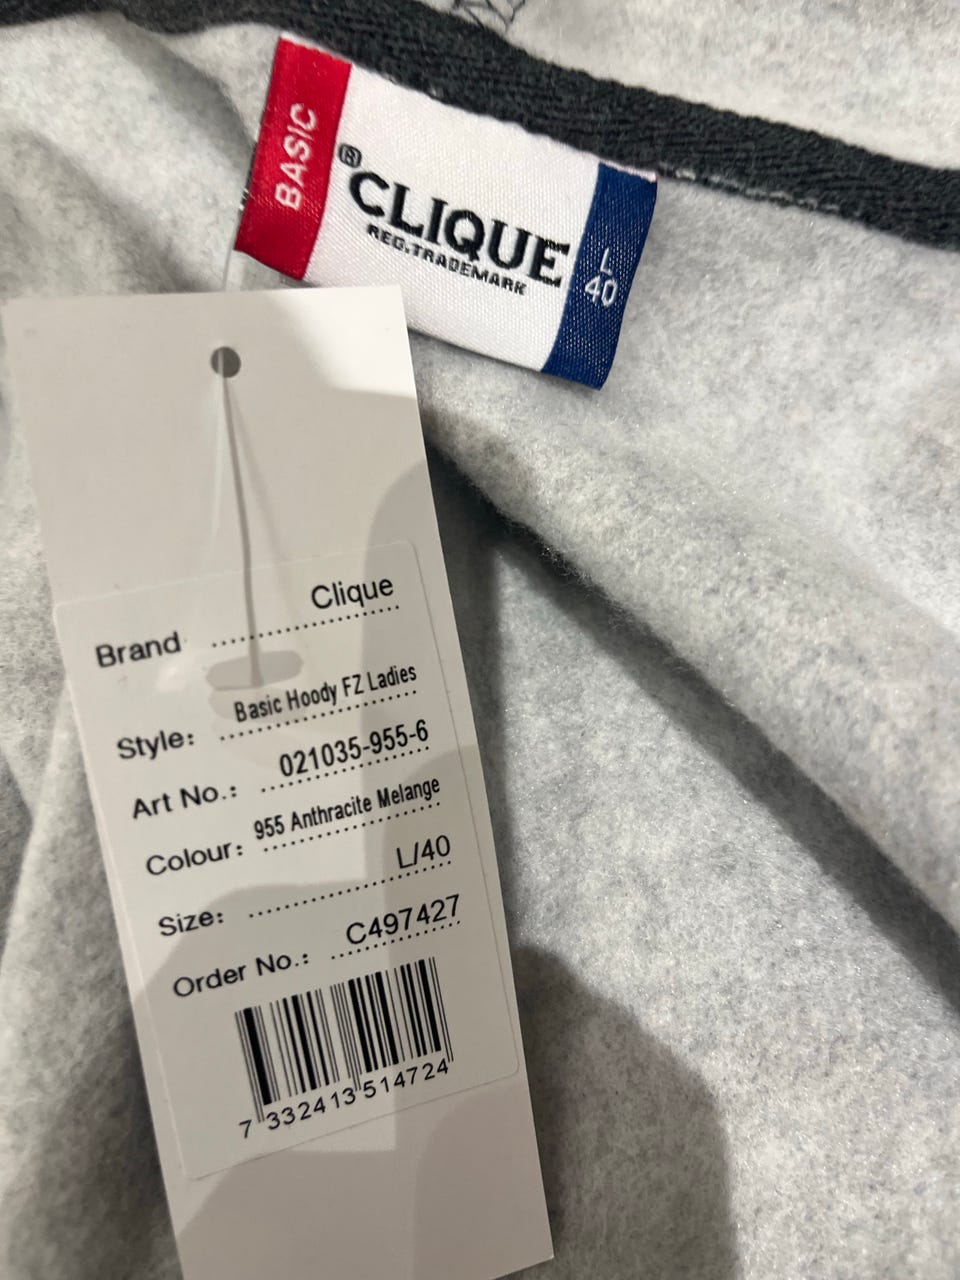 BASIC
®
CLIQUE
REG.TRADEMARK
L
40
Brand Clique
Style: Basic Hoody FZ Ladies
Art No.: 021035-955-6
Colour: 955 Anthracite Melange
Size: L/40
Order No.: C497427
7 332413 514724